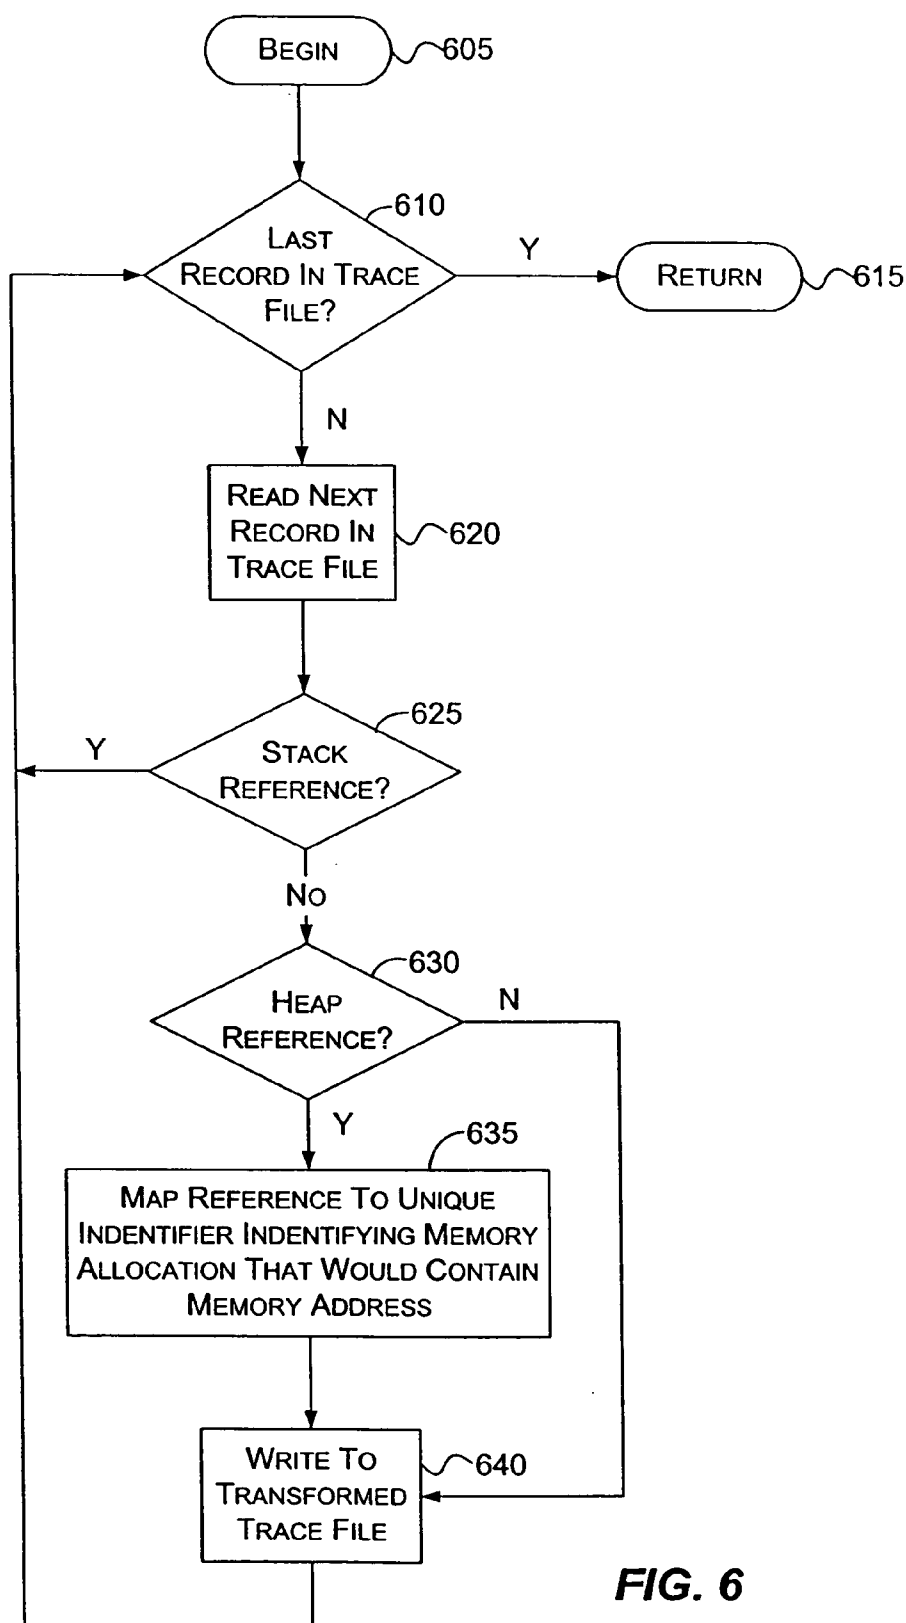 BEGIN
605
610
LAST
RECORD IN TRACE
FILE?
Y
RETURN
615
N
READ NEXT
RECORD IN
TRACE FILE
620
625
STACK
REFERENCE?
Y
NO
630
HEAP
REFERENCE?
N
Y
635
MAP REFERENCE TO UNIQUE
INDENTIFIER INDENTIFYING MEMORY
ALLOCATION THAT WOULD CONTAIN
MEMORY ADDRESS
WRITE TO
TRANSFORMED
TRACE FILE
640
FIG. 6